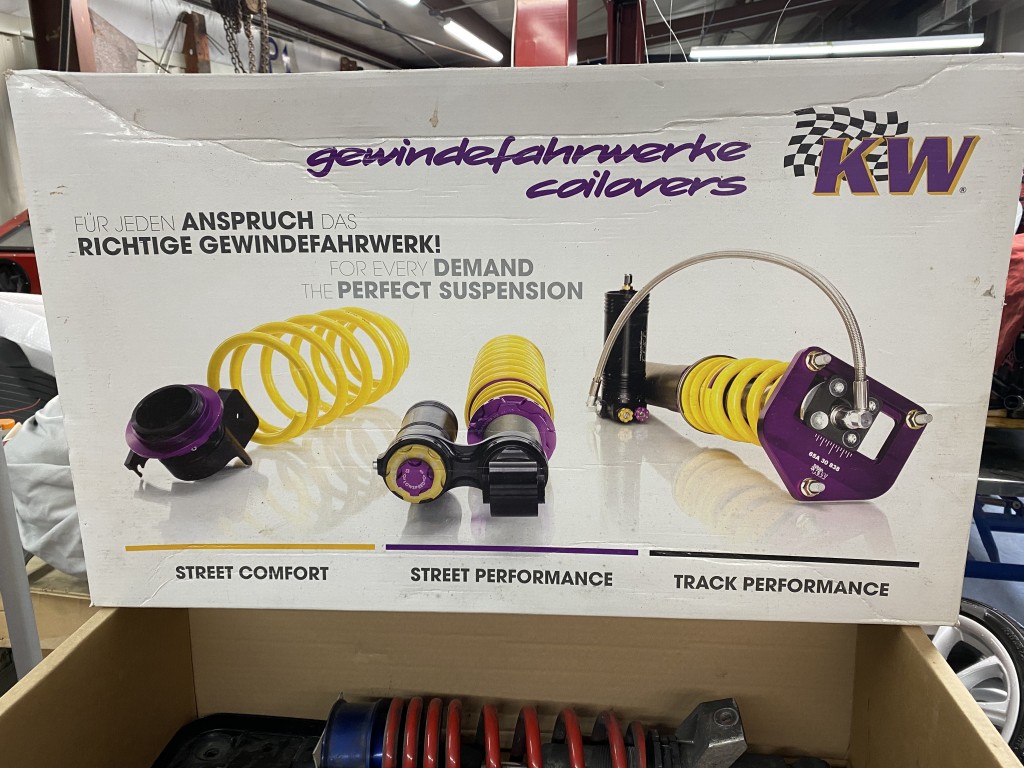 gewindefahrwerke
coilovers
KW®
FÜR JEDEN ANSPRUCH DAS
RICHTIGE GEWINDEFAHRWERK!
FOR EVERY DEMAND
THE PERFECT SUSPENSION
STREET COMFORT
STREET PERFORMANCE
TRACK PERFORMANCE